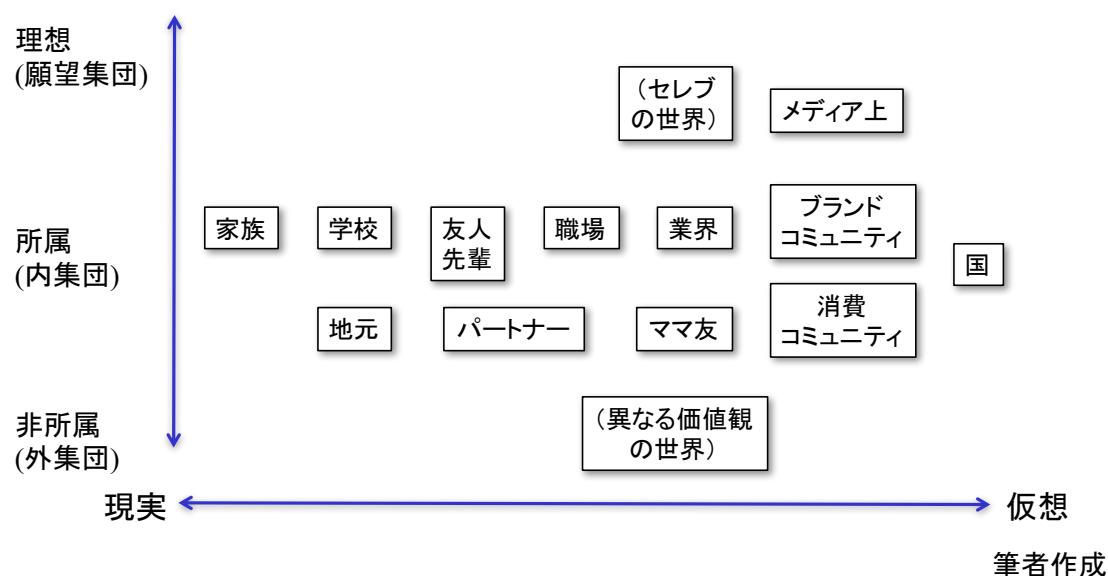 理想
(願望集団)
（セレブ
の世界）
メディア上
所属
(内集団)
家族
学校
友人
先輩
職場
業界
ブランド
コミュニティ
国
地元
パートナー
ママ友
消費
コミュニティ
非所属
(外集団)
（異なる価値観
の世界）
現実
仮想
筆者作成